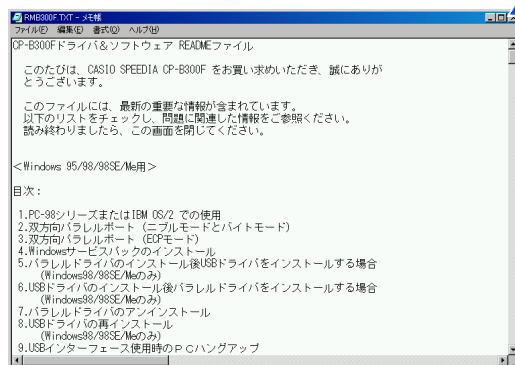 RMB300F.TXT - メモ帳
ファイル(F) 編集(E) 書式(O) ヘルプ(H)
CP-B300Fドライバ＆ソフトウェア READMEファイル
このたびは、CASIO SPEEDIA CP-B300F をお買い求めいただき、誠にありが
とうございます。
このファイルには、最新の重要な情報が含まれています。
以下のリストをチェックし、問題に関連した情報をご参照ください。
読み終わりましたら、この画面を閉じてください。
＜Windows 95/98/98SE/Me用＞
目次：
1.PC-98シリーズまたはIBM OS/2 での使用
2.双方向パラレルポート（ニブルモードとバイトモード）
3.双方向パラレルポート（ECPモード）
4.Windowsサービスパックのインストール
5.パラレルドライバのインストール後USBドライバをインストールする場合
(Windows98/98SE/Meのみ)
6.USBドライバのインストール後パラレルドライバをインストールする場合
(Windows98/98SE/Meのみ)
7.パラレルドライバのアンインストール
8.USBドライバの再インストール
(Windows98/98SE/Meのみ)
9.USBインターフェース使用時のＰＣハングアップ